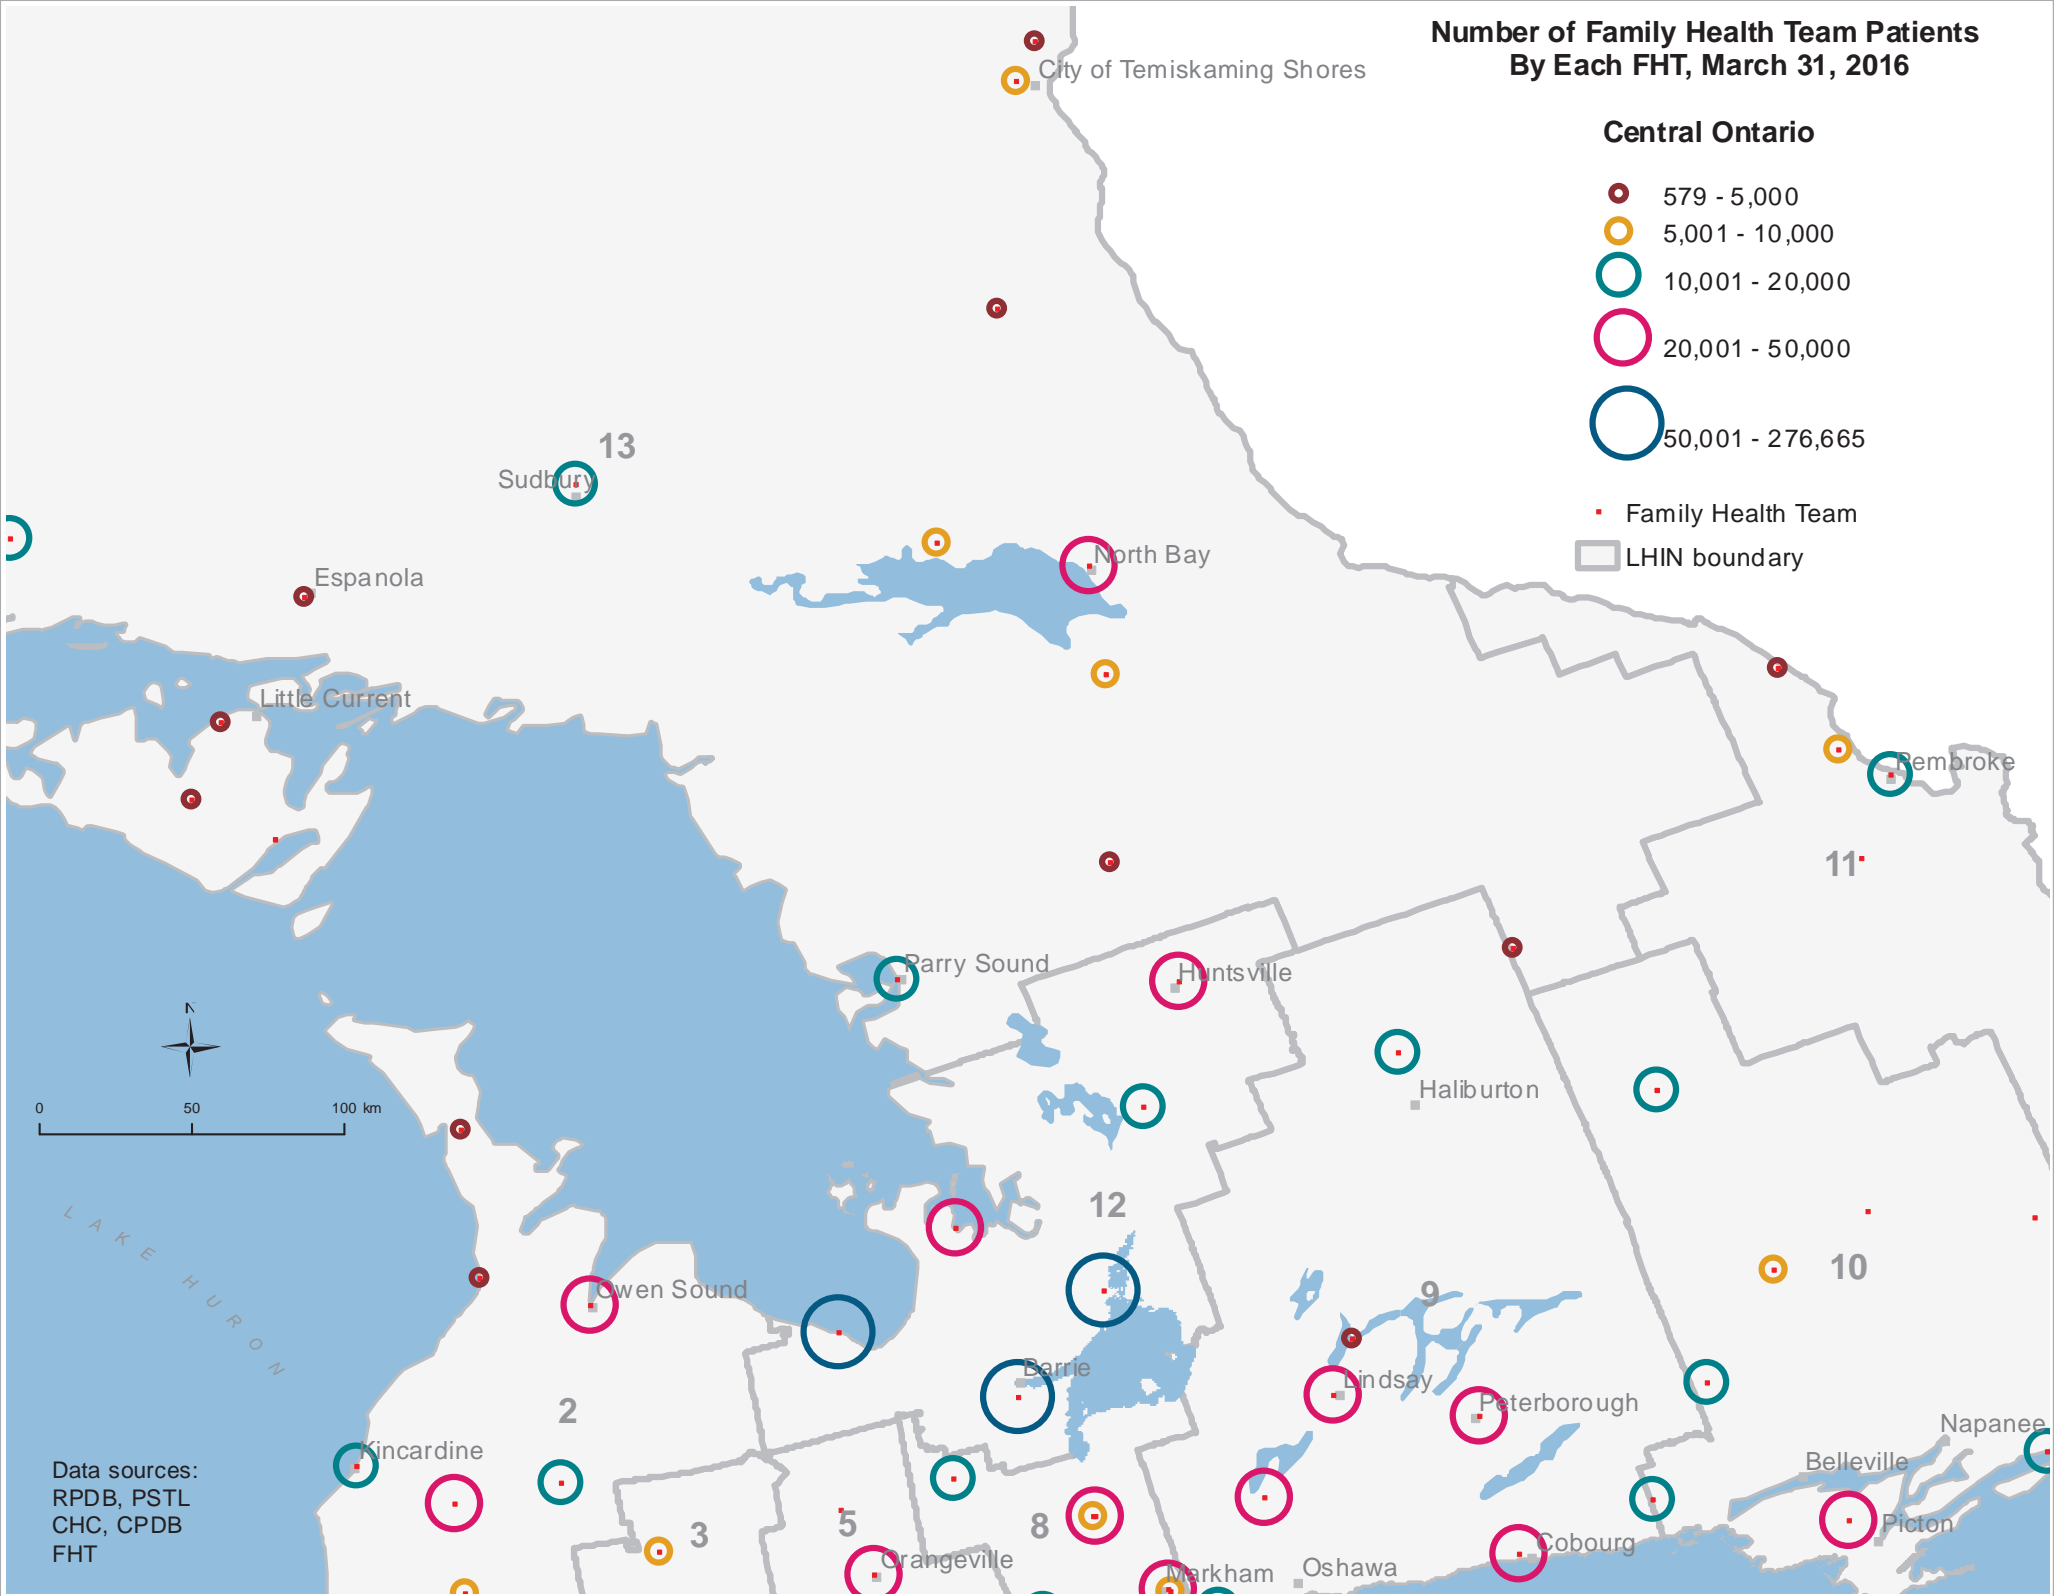 Number of Family Health Team Patients
By Each FHT, March 31, 2016
City of Temiskaming Shores
Central Ontario
579 - 5,000
5,001 - 10,000
10,001 - 20,000
20,001 - 50,000
50,001 - 276,665
Family Health Team
LHIN boundary
13
Sudbury
North Bay
Espanola
Little Current
Pembroke
11
Parry Sound
Huntsville
N
0 50 100 km
Haliburton
12
LAKE HURON
10
Owen Sound
9
Barrie
Lindsay
Peterborough
2
Napanee
Kincardine
Belleville
Data sources:
RPDB, PSTL
CHC, CPDB
FHT
3
5
8
Picton
Orangeville
Cobourg
Markham
Oshawa